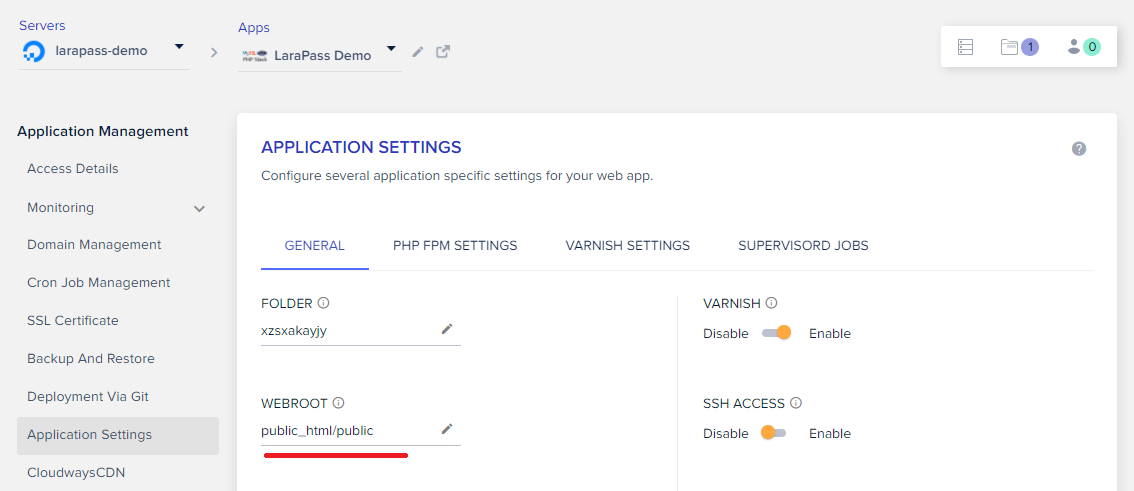 Servers
larapass-demo
Apps
MySQL
PHP Stack
LaraPass Demo
1
0
Application Management
Access Details
Monitoring
Domain Management
Cron Job Management
SSL Certificate
Backup And Restore
Deployment Via Git
Application Settings
CloudwaysCDN
APPLICATION SETTINGS
?
Configure several application specific settings for your web app.
GENERAL PHP FPM SETTINGS VARNISH SETTINGS SUPERVISORD JOBS
FOLDER
xzsxakayjy
WEBROOT
public_html/public
VARNISH
Disable Enable
SSH ACCESS
Disable Enable